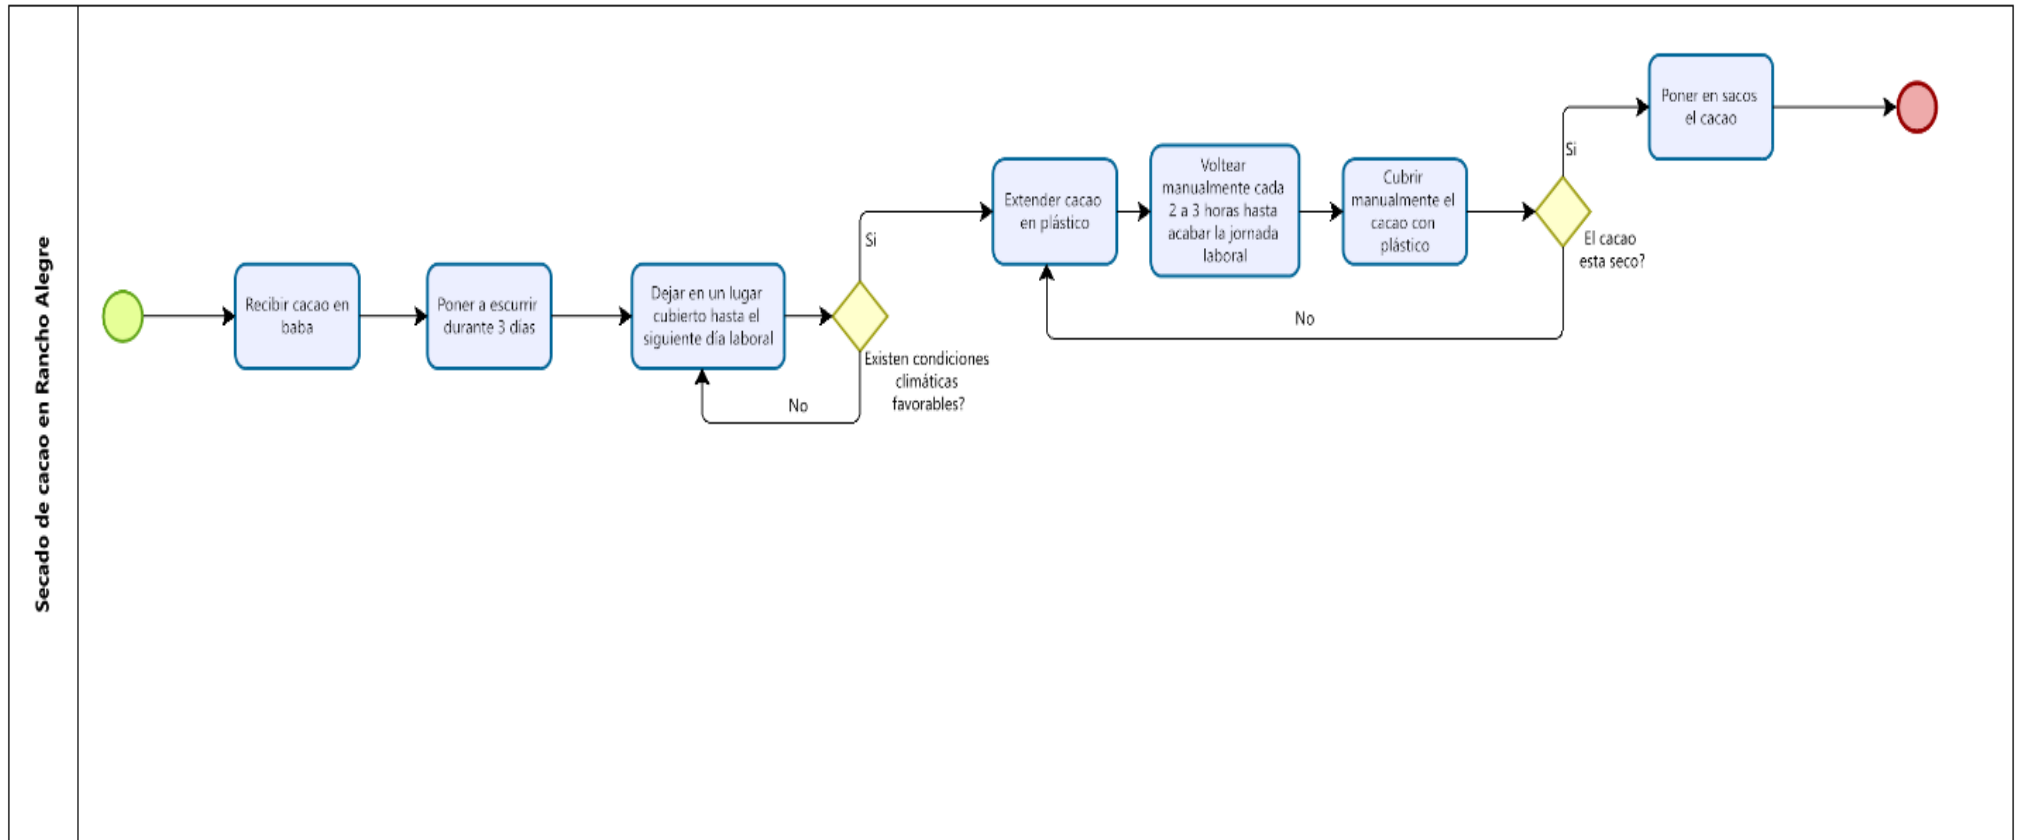 Secado de cacao en Rancho Alegre
Recibir cacao en
baba
Poner a escurrir
durante 3 días
Dejar en un lugar
cubierto hasta el
siguiente día laboral
Existen condiciones
climáticas
favorables?
No
Si
Extender cacao
en plástico
Voltear
manualmente cada
2 a 3 horas hasta
acabar la jornada
laboral
Cubrir
manualmente el
cacao con
plástico
El cacao
esta seco?
No
Si
Poner en sacos
el cacao